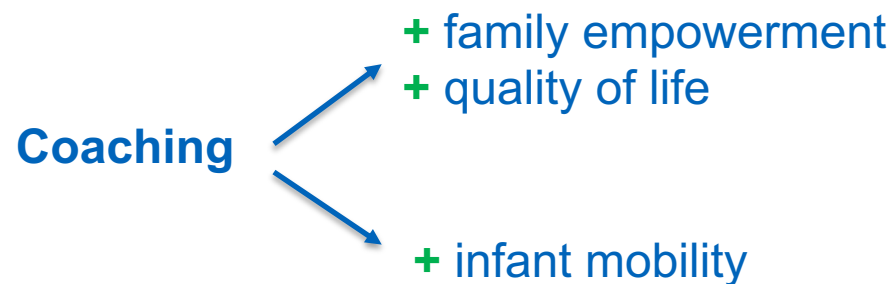 + family empowerment
+ quality of life
Coaching
+ infant mobility